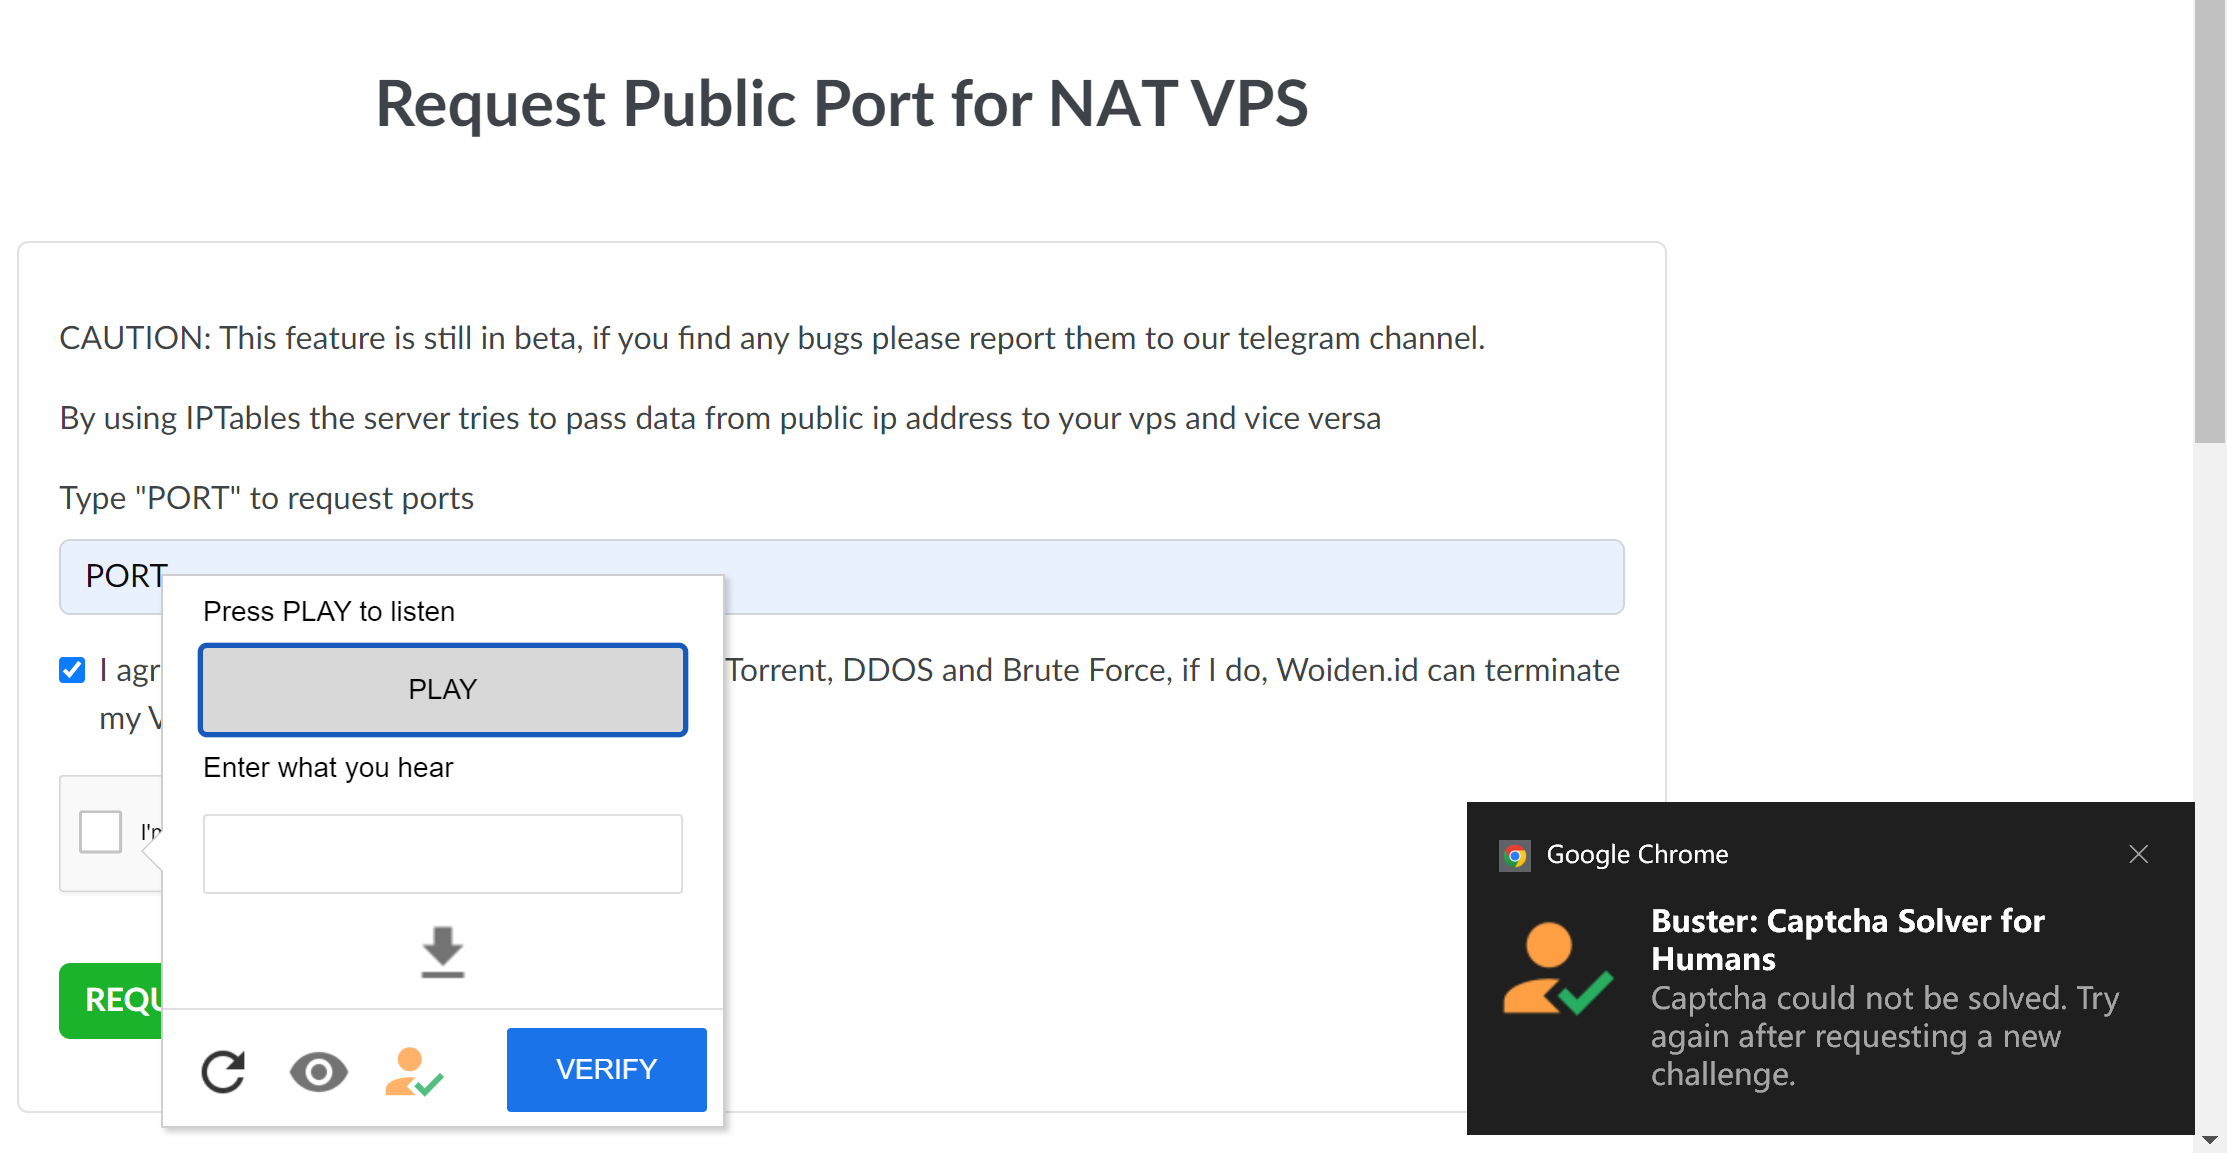 Request Public Port for NAT VPS
CAUTION: This feature is still in beta, if you find any bugs please report them to our telegram channel.
By using IPTables the server tries to pass data from public ip address to your vps and vice versa
Type "PORT" to request ports
PORT
Press PLAY to listen
PLAY
I agr Torrent, DDOS and Brute Force, if I do, Woiden.id can terminate
my V
Enter what you hear
I'm
REQU
VERIFY
Google Chrome
Buster: Captcha Solver for
Humans
Captcha could not be solved. Try
again after requesting a new
challenge.